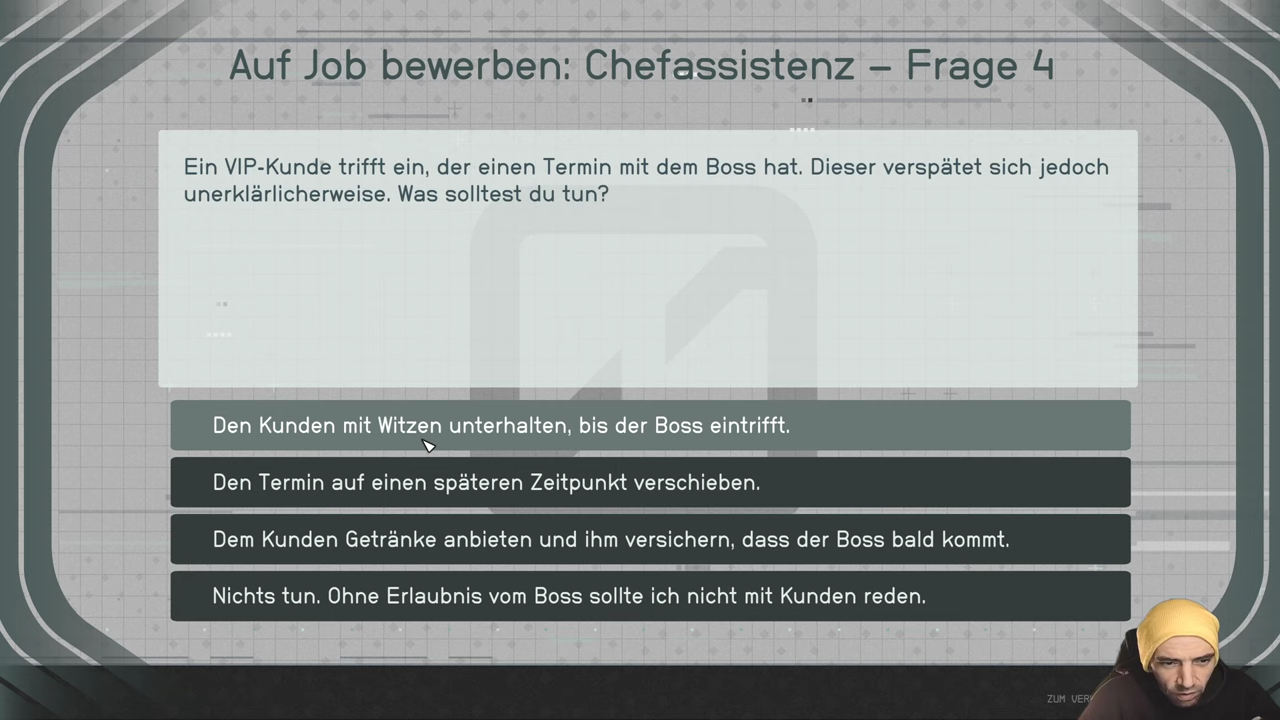 Auf Job bewerben: Chefassistenz – Frage 4
Ein VIP-Kunde trifft ein, der einen Termin mit dem Boss hat. Dieser verspätet sich jedoch
unerklärlicherweise. Was solltest du tun?
Den Kunden mit Witzen unterhalten, bis der Boss eintrifft.
Den Termin auf einen späteren Zeitpunkt verschieben.
Dem Kunden Getränke anbieten und ihm versichern, dass der Boss bald kommt.
Nichts tun. Ohne Erlaubnis vom Boss sollte ich nicht mit Kunden reden.
ZUM